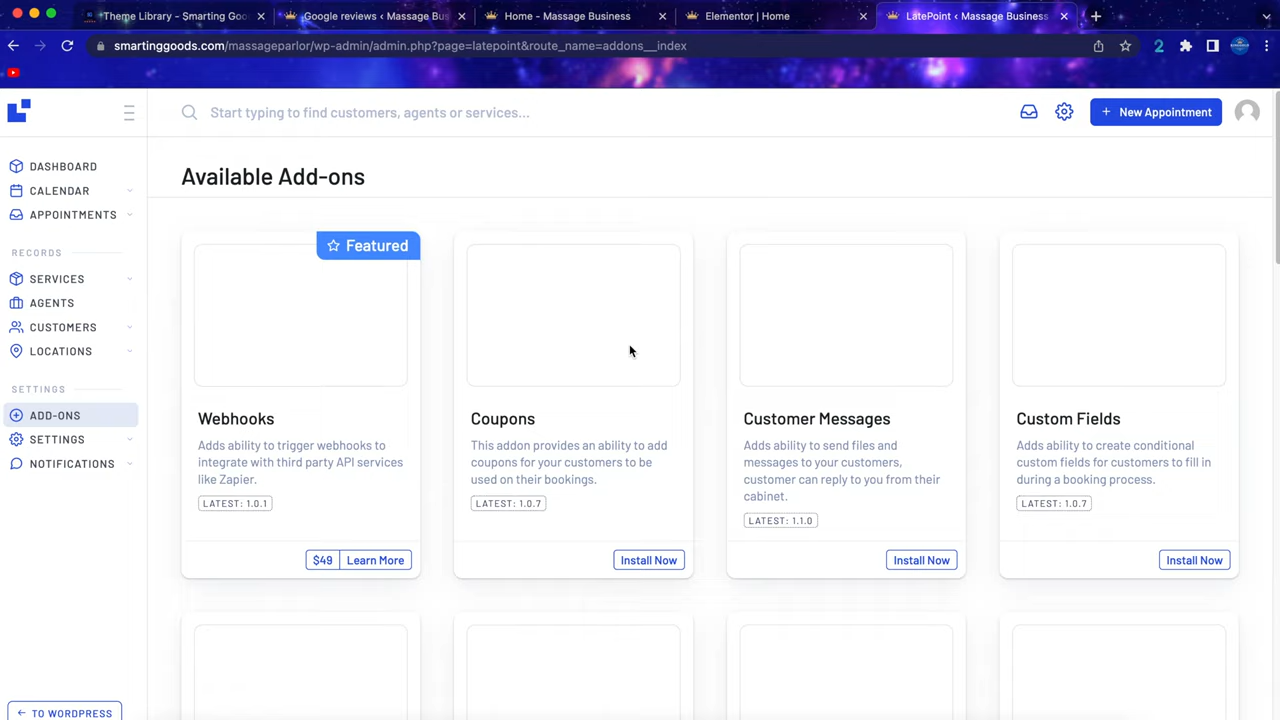 Theme Library - Smarting Goo
Google reviews ‹ Massage Bus
Home - Massage Business
Elementor | Home
LatePoint ‹ Massage Business
smartinggoods.com/massageparlor/wp-admin/admin.php?page=latepoint&route_name=addons__index
2
Start typing to find customers, agents or services...
+ New Appointment
DASHBOARD
CALENDAR
APPOINTMENTS
RECORDS
SERVICES
AGENTS
CUSTOMERS
LOCATIONS
SETTINGS
ADD-ONS
SETTINGS
NOTIFICATIONS
← TO WORDPRESS
Available Add-ons
Featured
Webhooks
Adds ability to trigger webhooks to
integrate with third party API services
like Zapier.
LATEST: 1.0.1
$49 Learn More
Coupons
This addon provides an ability to add
coupons for your customers to be
used on their bookings.
LATEST: 1.0.7
Install Now
Customer Messages
Adds ability to send files and
messages to your customers,
customer can reply to you from their
cabinet.
LATEST: 1.1.0
Install Now
Custom Fields
Adds ability to create conditional
custom fields for customers to fill in
during a booking process.
LATEST: 1.0.7
Install Now